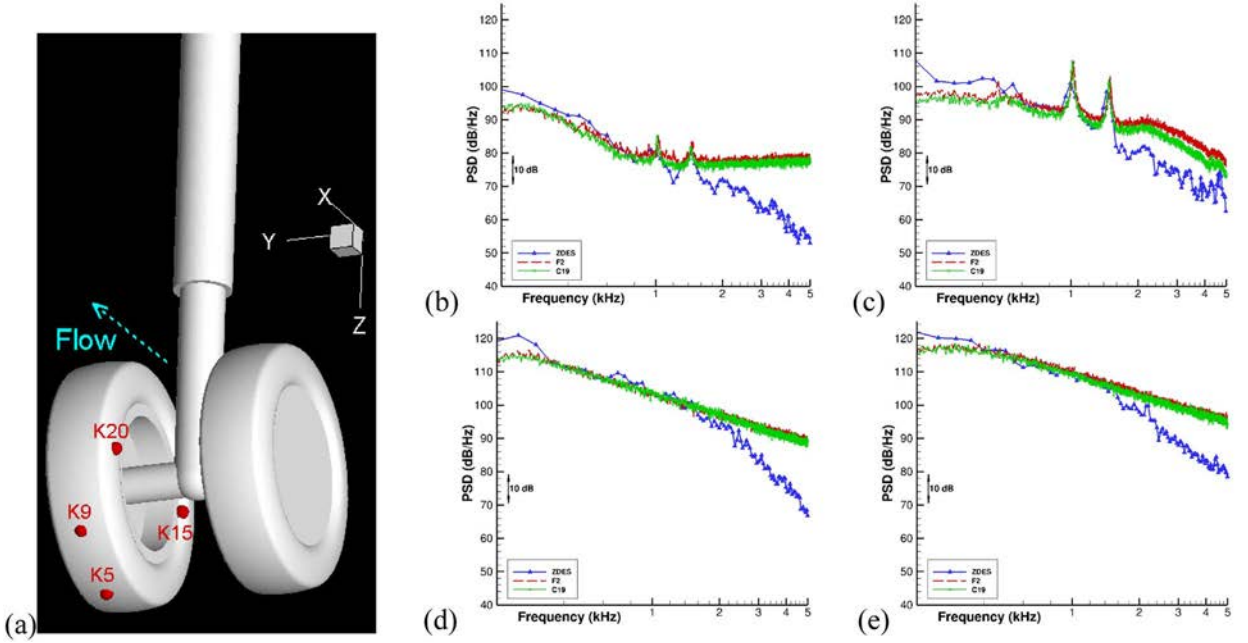 (a)
X
Y
Z
Flow
K20
K9
K15
K5
(b)
PSD (dB/Hz)
120
110
100
90
80
70
60
50
40
10 dB
ZDES
F2
C19
Frequency (kHz)
1
2
3
4
5
(c)
PSD (dB/Hz)
120
110
100
90
80
70
60
50
40
10 dB
ZDES
F2
C19
Frequency (kHz)
1
2
3
4
5
(d)
PSD (dB/Hz)
120
110
100
90
80
70
60
50
40
10 dB
ZDES
F2
C19
Frequency (kHz)
1
2
3
4
5
(e)
PSD (dB/Hz)
120
110
100
90
80
70
60
50
40
10 dB
ZDES
F2
C19
Frequency (kHz)
1
2
3
4
5